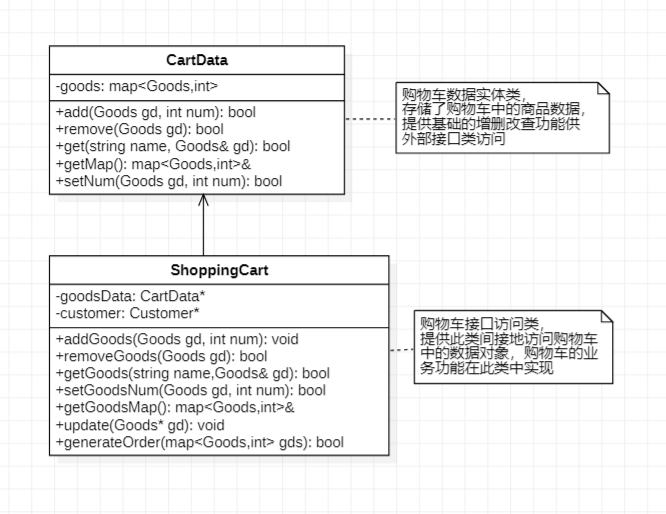 CartData
-goods: map<Goods,int>
+add(Goods gd, int num): bool
+remove(Goods gd): bool
+get(string name, Goods& gd): bool
+getMap(): map<Goods,int>&
+setNum(Goods gd, int num): bool
购物车数据实体类，
存储了购物车中的商品数据，
提供基础的增删改查功能供
外部接口类访问
ShoppingCart
-goodsData: CartData*
-customer: Customer*
+addGoods(Goods gd, int num): void
+removeGoods(Goods gd): bool
+getGoods(string name,Goods& gd): bool
+setGoodsNum(Goods gd, int num): bool
+getGoodsMap(): map<Goods,int>&
+update(Goods* gd): void
+generateOrder(map<Goods,int> gds): bool
购物车接口访问类，
提供此类间接地访问购物车
中的数据对象，购物车的业
务功能在此类中实现